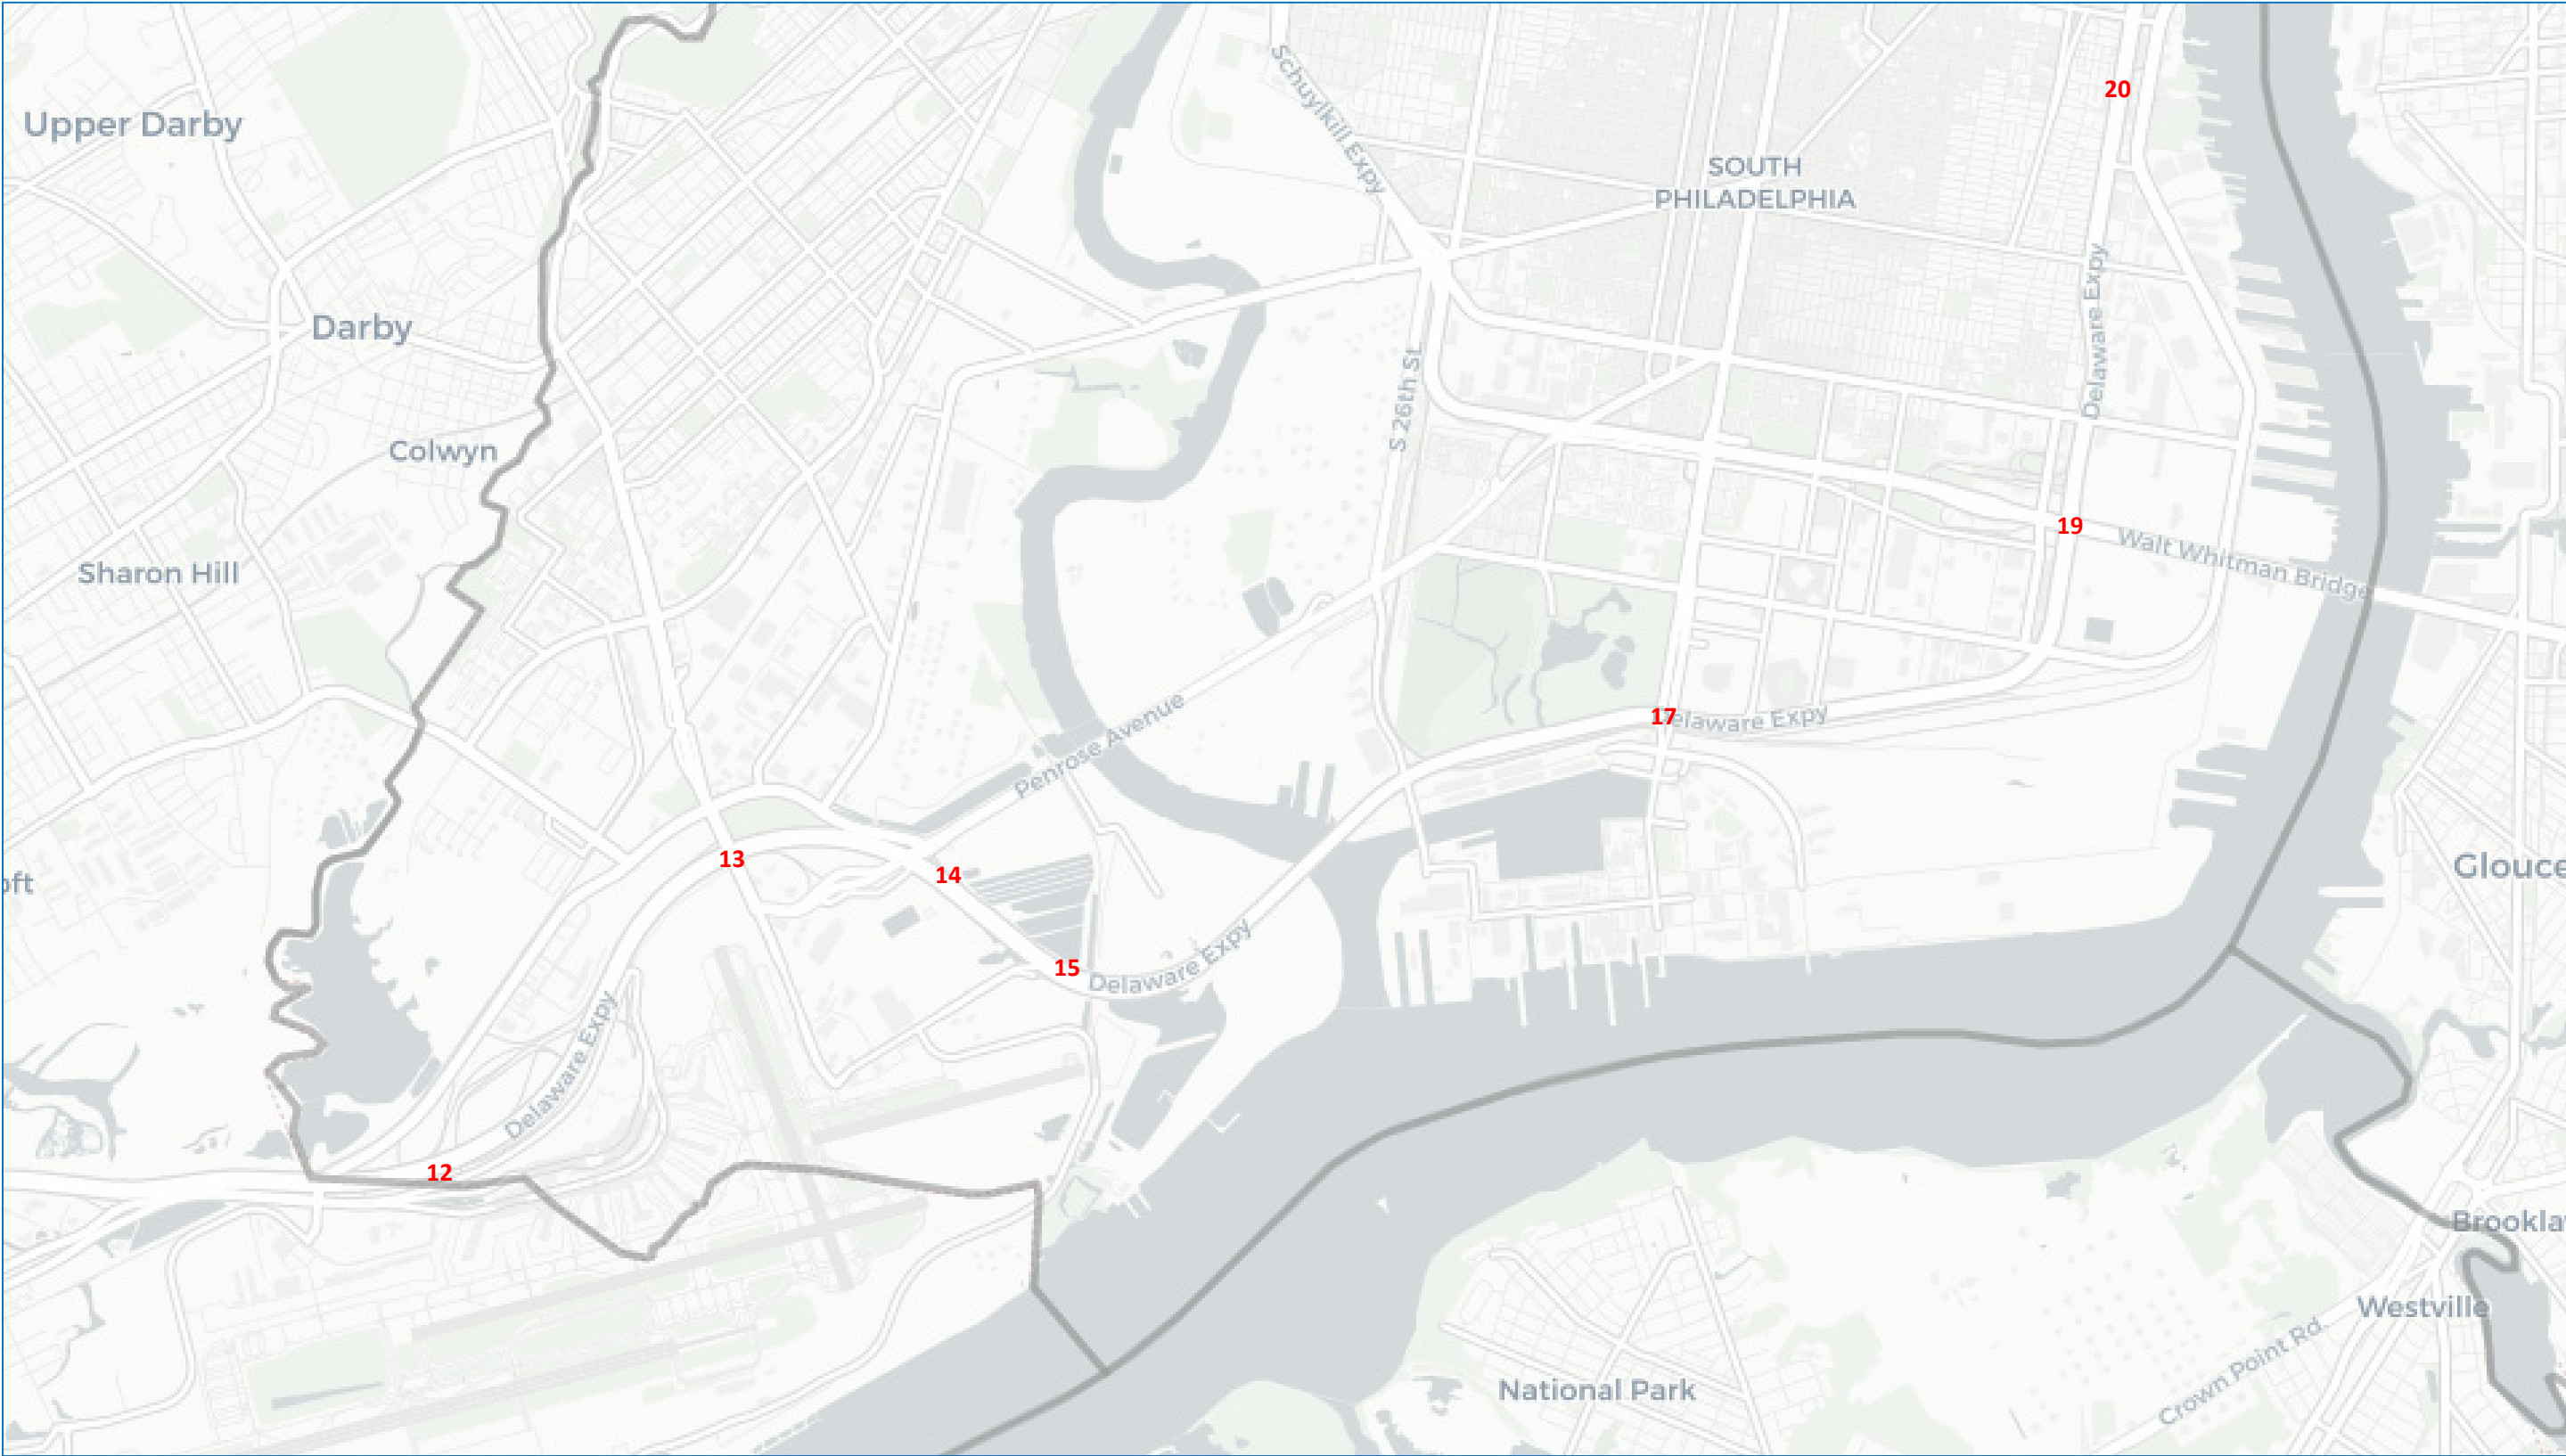 Schuylkill Expy
20
Upper Darby
SOUTH
PHILADELPHIA
Delaware Expy
Darby
S 26th St
Colwyn
19
Walt Whitman Bridge
Sharon Hill
Penrose Avenue
17
elaware Expy
13
14
Glouce
oft
15
Delaware Expy
Delaware Expy
12
Brookla
Westville
Crown Point Rd.
National Park